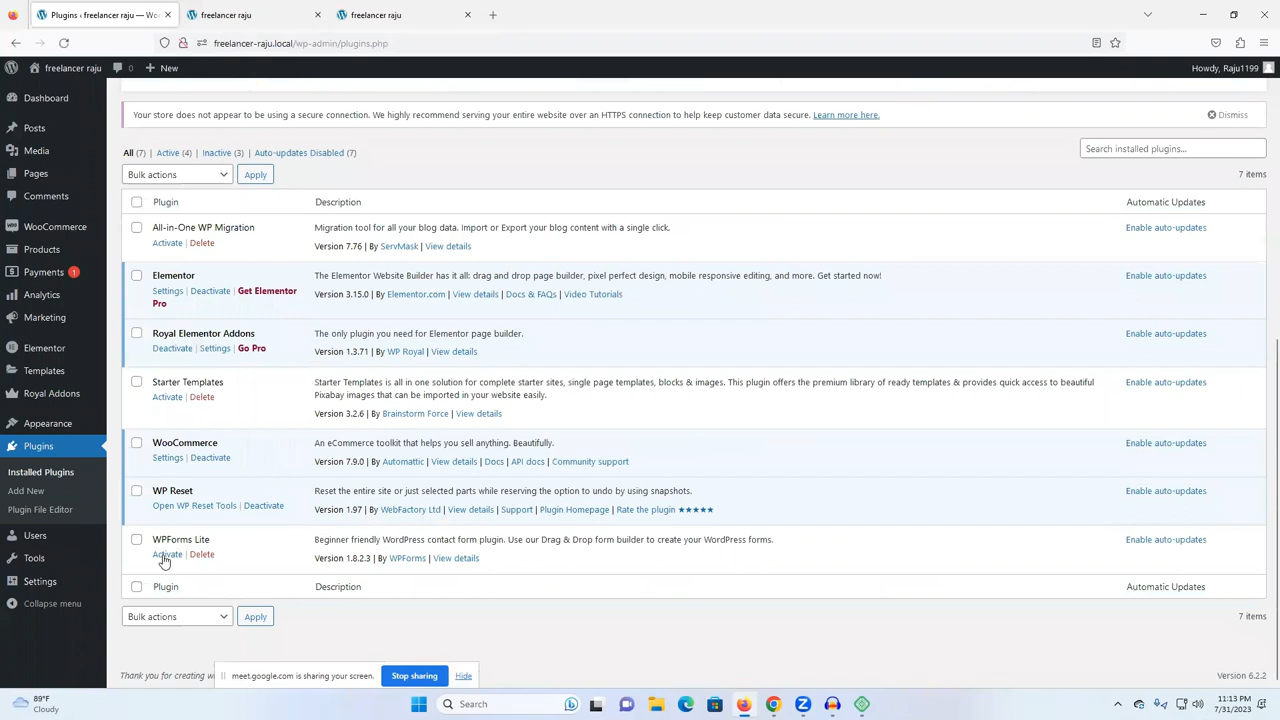 Plugins ‹ freelancer raju — Woo
freelancer raju
freelancer raju
freelancer-raju.local/wp-admin/plugins.php
freelancer raju 0 New
Howdy, Raju1199
Dashboard
Posts
Media
Pages
Comments
WooCommerce
Products
Payments 1
Analytics
Marketing
Elementor
Templates
Royal Addons
Appearance
Plugins
Installed Plugins
Add New
Plugin File Editor
Users
Tools
Settings
Collapse menu
Your store does not appear to be using a secure connection. We highly recommend serving your entire website over an HTTPS connection to help keep customer data secure. Learn more here.
Dismiss
All (7) | Active (4) | Inactive (3) | Auto-updates Disabled (7)
Search installed plugins...
Bulk actions Apply
7 items
Plugin Description Automatic Updates
All-in-One WP Migration
Activate | Delete
Migration tool for all your blog data. Import or Export your blog content with a single click.
Version 7.76 | By ServMask | View details
Enable auto-updates
Elementor
Settings | Deactivate | Get Elementor
Pro
The Elementor Website Builder has it all: drag and drop page builder, pixel perfect design, mobile responsive editing, and more. Get started now!
Version 3.15.0 | By Elementor.com | View details | Docs & FAQs | Video Tutorials
Enable auto-updates
Royal Elementor Addons
Deactivate | Settings | Go Pro
The only plugin you need for Elementor page builder.
Version 1.3.71 | By WP Royal | View details
Enable auto-updates
Starter Templates
Activate | Delete
Starter Templates is all in one solution for complete starter sites, single page templates, blocks & images. This plugin offers the premium library of ready templates & provides quick access to beautiful
Pixabay images that can be imported in your website easily.
Version 3.2.6 | By Brainstorm Force | View details
Enable auto-updates
WooCommerce
Settings | Deactivate
An eCommerce toolkit that helps you sell anything. Beautifully.
Version 7.9.0 | By Automattic | View details | Docs | API docs | Community support
Enable auto-updates
WP Reset
Open WP Reset Tools | Deactivate
Reset the entire site or just selected parts while reserving the option to undo by using snapshots.
Version 1.97 | By WebFactory Ltd | View details | Support | Plugin Homepage | Rate the plugin ★★★★★
Enable auto-updates
WPForms Lite
Activate | Delete
Beginner friendly WordPress contact form plugin. Use our Drag & Drop form builder to create your WordPress forms.
Version 1.8.2.3 | By WPForms | View details
Enable auto-updates
Plugin Description Automatic Updates
Bulk actions Apply
7 items
Thank you for creating
Version 6.2.2
meet.google.com is sharing your screen. Stop sharing Hide
89°F
Cloudy
Search
11:13 PM
7/31/2023